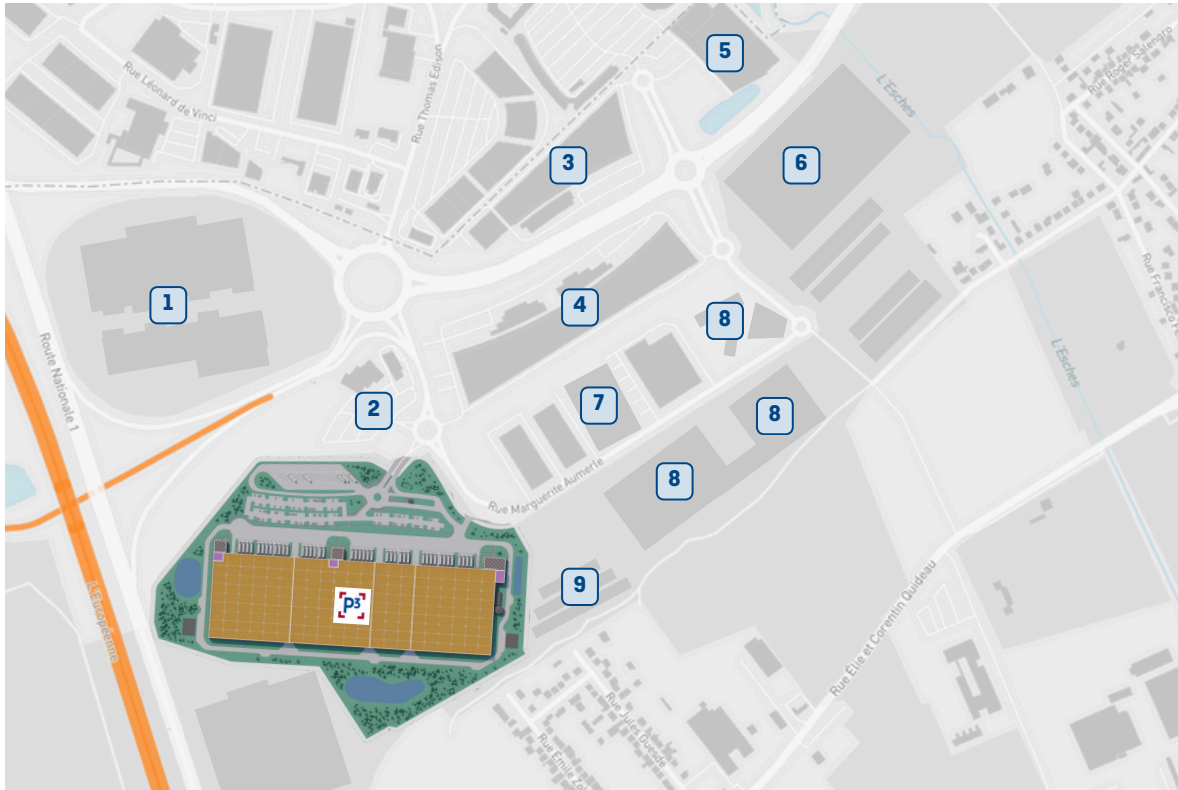 5
Rue Roger Salengro
Rue Léonard de Vinci
Rue Thomas Edison
L'Esches
3
6
1
4
Rue Francisco
8
Route Nationale 1
L'Esches
2
7
8
Rue Marguerite Aumerle
8
9
P3
L'Européenne
Rue Élie et Corentin Quideau
Rue Jules Guesde
Rue Émile Zol